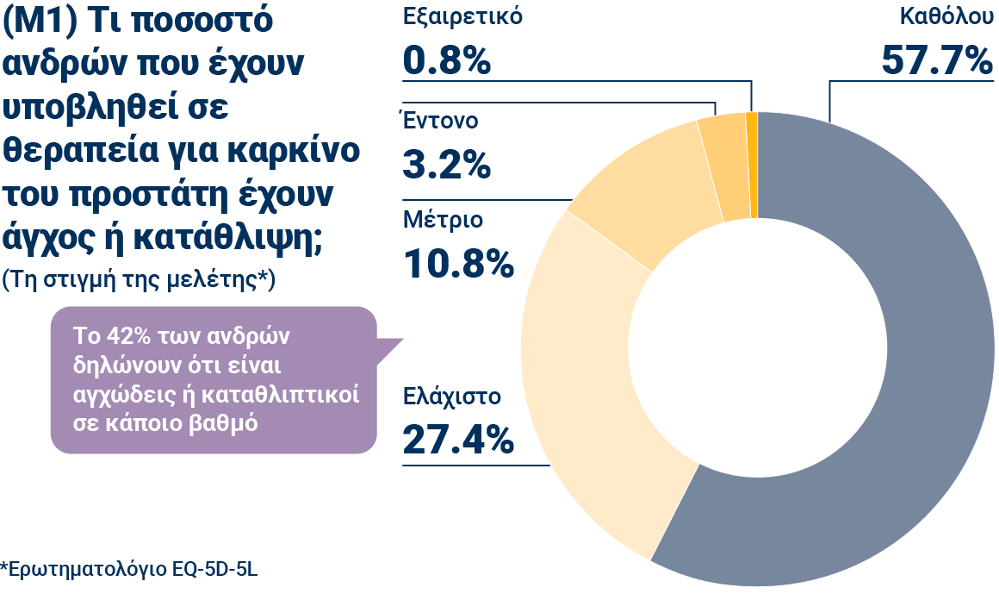 (M1) Τι ποσοστό
ανδρών που έχουν
υποβληθεί σε
θεραπεία για καρκίνο
του προστάτη έχουν
άγχος ή κατάθλιψη;
(Τη στιγμή της μελέτης*)
Το 42% των ανδρών
δηλώνουν ότι είναι
αγχώδεις ή καταθλιπτικοί
σε κάποιο βαθμό
Εξαιρετικό
0.8%
Έντονο
3.2%
Μέτριο
10.8%
Ελάχιστο
27.4%
Καθόλου
57.7%
*Ερωτηματολόγιο EQ-5D-5L